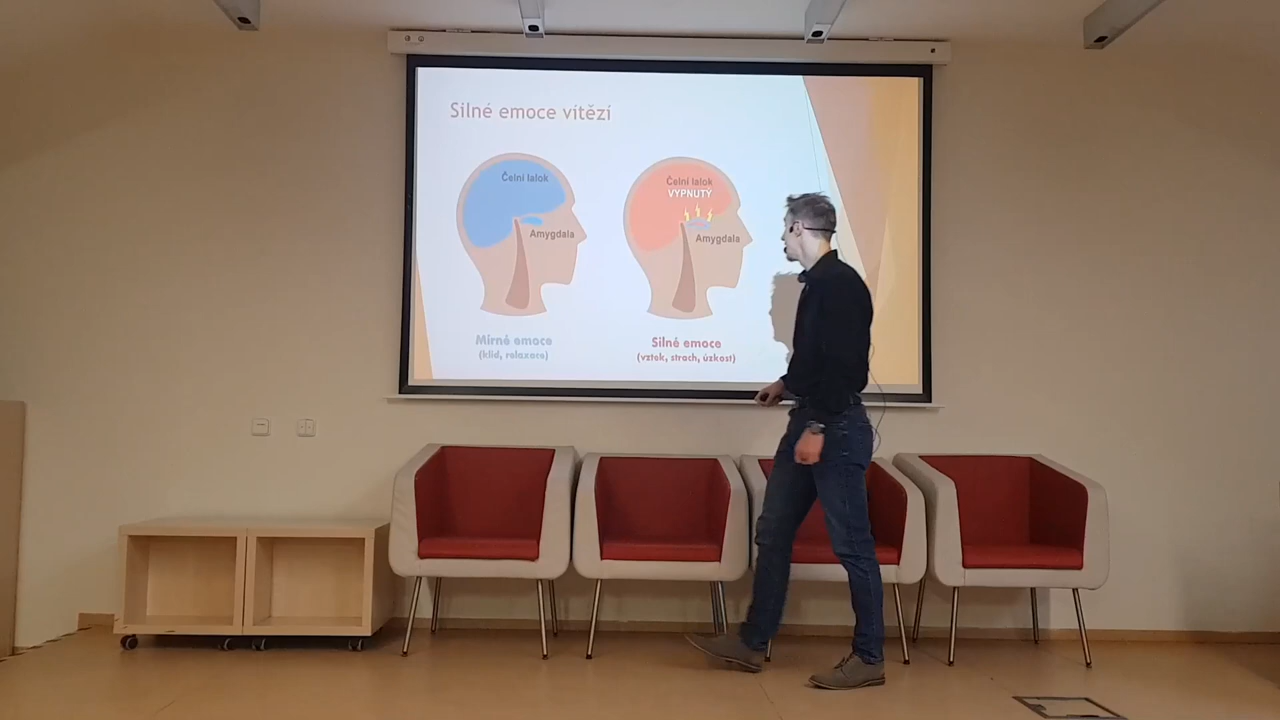 Silné emoce vítězí
Čelní lalok
Amygdala
Mírné emoce
(klid, relaxace)
Čelní lalok
VYPNUTÝ
Amygdala
Silné emoce
(vztek, strach, úzkost)